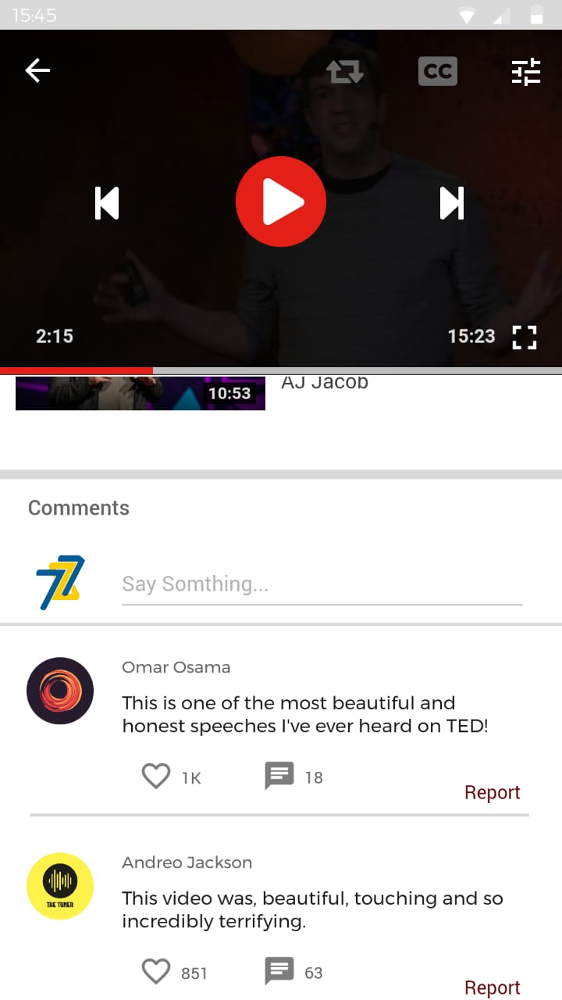 15:45
CC
2:15
15:23
10:53
AJ Jacob
Comments
Say Somthing...
Omar Osama
This is one of the most beautiful and
honest speeches I've ever heard on TED!
1K
18
Report
Andreo Jackson
THE TUNER
This video was, beautiful, touching and so
incredibly terrifying.
851
63
Report